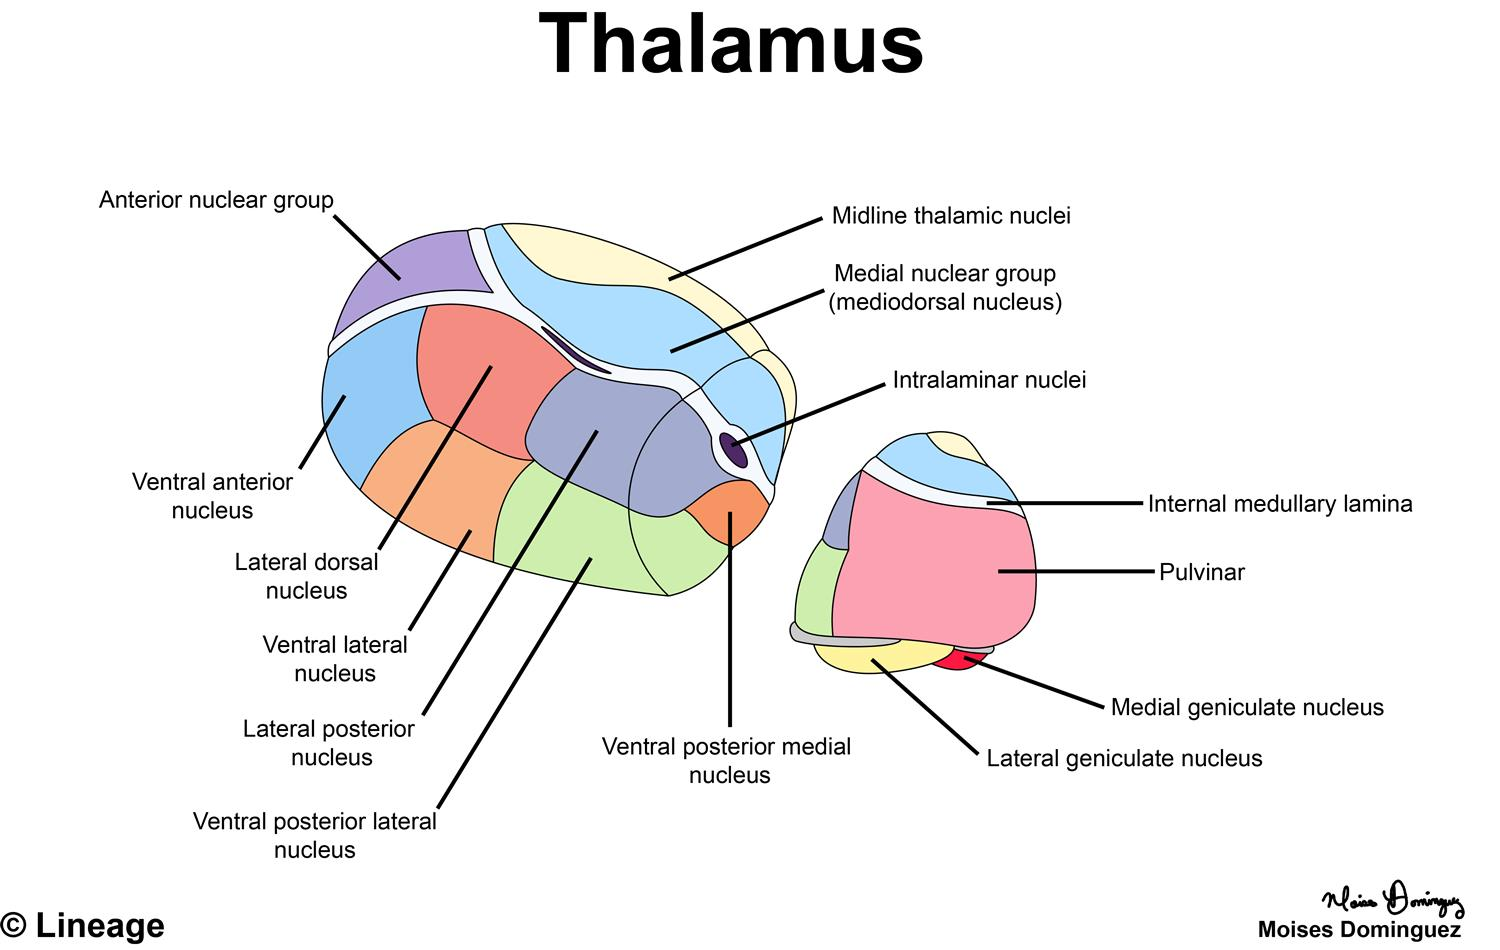 Thalamus
Anterior nuclear group
Midline thalamic nuclei
Medial nuclear group
(mediodorsal nucleus)
Intralaminar nuclei
Ventral anterior
nucleus
Internal medullary lamina
Lateral dorsal
nucleus
Pulvinar
Ventral lateral
nucleus
Lateral posterior
nucleus
Ventral posterior medial
nucleus
Medial geniculate nucleus
Lateral geniculate nucleus
Ventral posterior lateral
nucleus
© Lineage
Moises Dominguez
Moises Dominguez